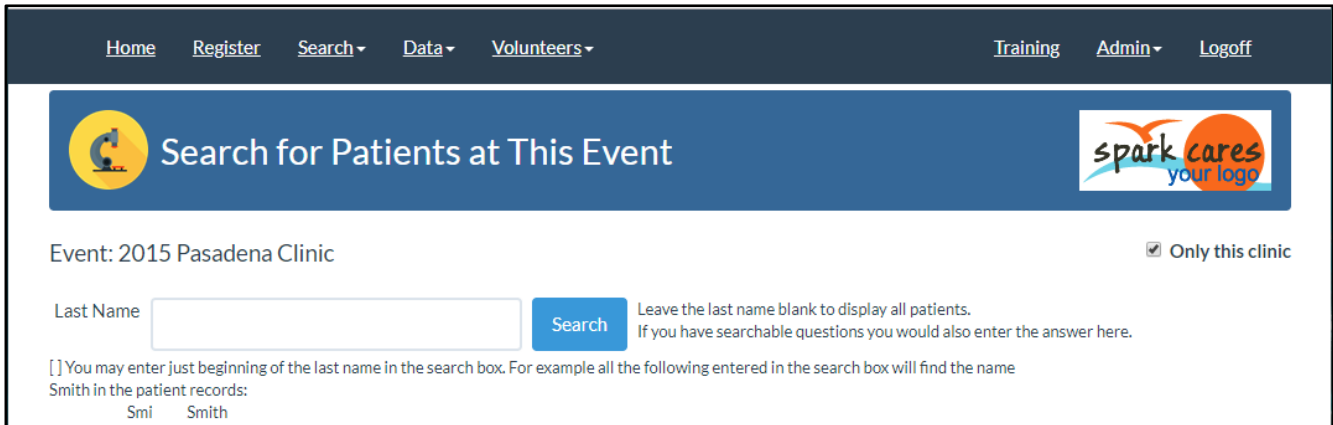 Home Register Search Data Volunteers Training Admin Logoff
Search for Patients at This Event
spark cares
your logo
Event: 2015 Pasadena Clinic
Only this clinic
Last Name
Search
Leave the last name blank to display all patients.
If you have searchable questions you would also enter the answer here.
[ ] You may enter just beginning of the last name in the search box. For example all the following entered in the search box will find the name
Smith in the patient records:
Smi Smith